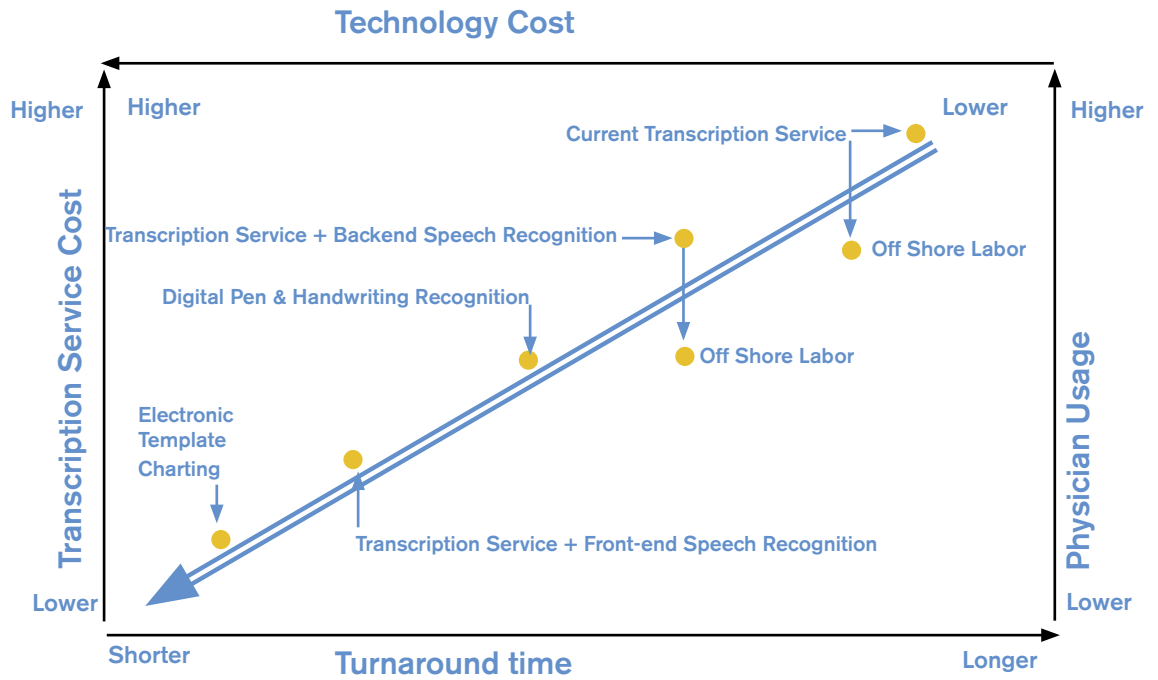 Technology Cost
Higher
Higher
Lower
Higher
Current Transcription Service
Transcription Service + Backend Speech Recognition
Off Shore Labor
Digital Pen & Handwriting Recognition
Off Shore Labor
Transcription Service Cost
Physician Usage
Electronic
Template
Charting
Transcription Service + Front-end Speech Recognition
Lower
Lower
Shorter
Turnaround time
Longer